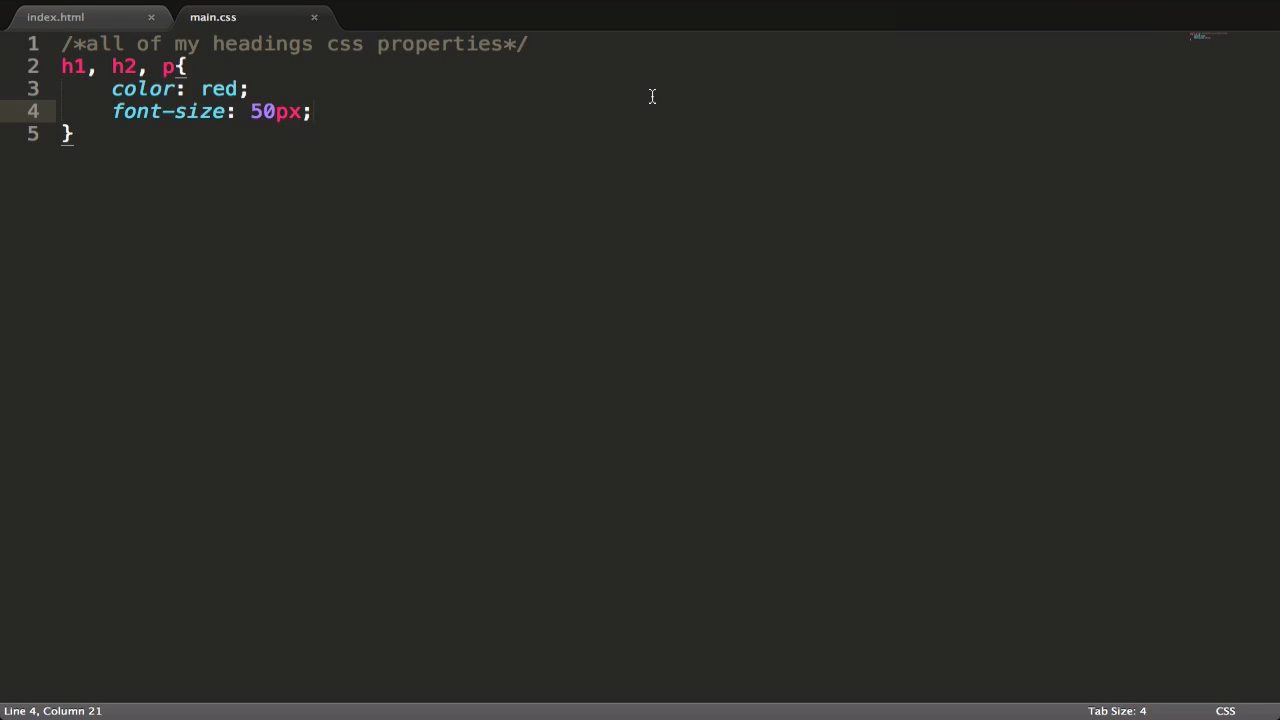 index.html × main.css ×
1 /*all of my headings css properties*/
2 h1, h2, p{
3 color: red;
4 font-size: 50px;
5 }
Line 4, Column 21 Tab Size: 4 CSS